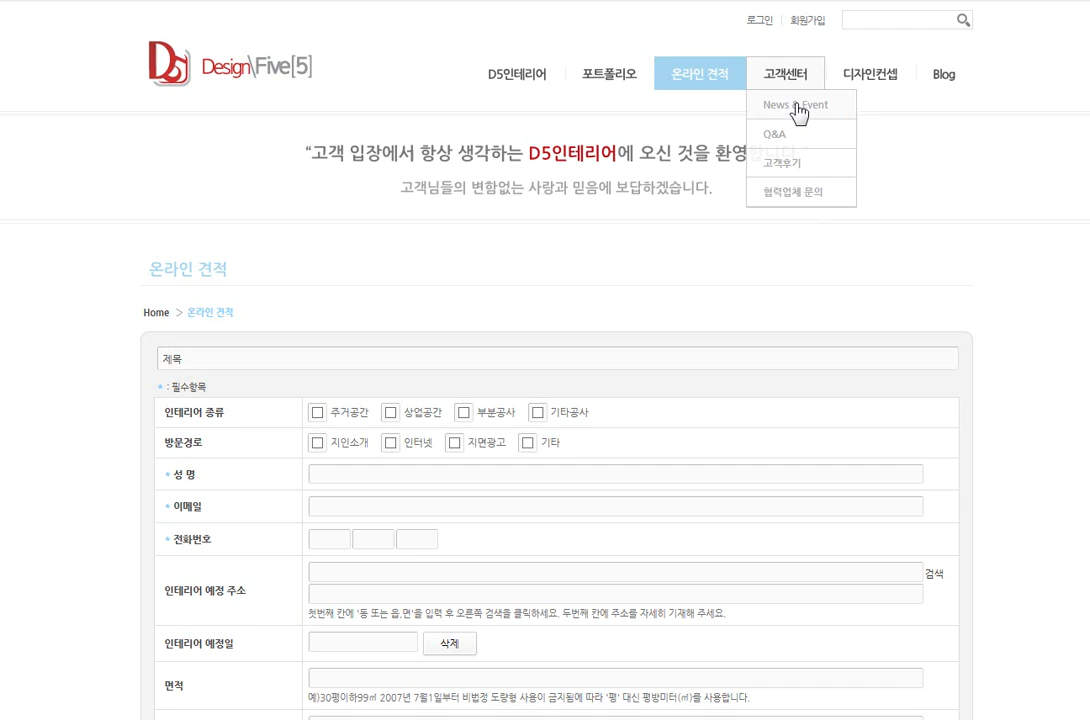 로그인 회원가입
D5 Design\Five[5]
D5인테리어 포트폴리오 온라인 견적 고객센터 디자인컨셉 Blog
News & Event
Q&A
고객후기
협력업체 문의
“고객 입장에서 항상 생각하는 D5인테리어에 오신 것을 환영합니다.”
고객님들의 변함없는 사랑과 믿음에 보답하겠습니다.
온라인 견적
Home > 온라인 견적
제목
* : 필수항목
인테리어 종류 주거공간 상업공간 부분공사 기타공사
방문경로 지인소개 인터넷 지면광고 기타
* 성 명
* 이메일
* 전화번호
인테리어 예정 주소 검색
첫번째 칸에 '동 또는 읍,면'을 입력 후 오른쪽 검색을 클릭하세요. 두번째 칸에 주소를 자세히 기재해 주세요.
인테리어 예정일 삭제
면적
예)30평이하99㎡ 2007년 7월1일부터 비법정 도량형 사용이 금지됨에 따라 '평' 대신 평방미터(㎡)를 사용합니다.